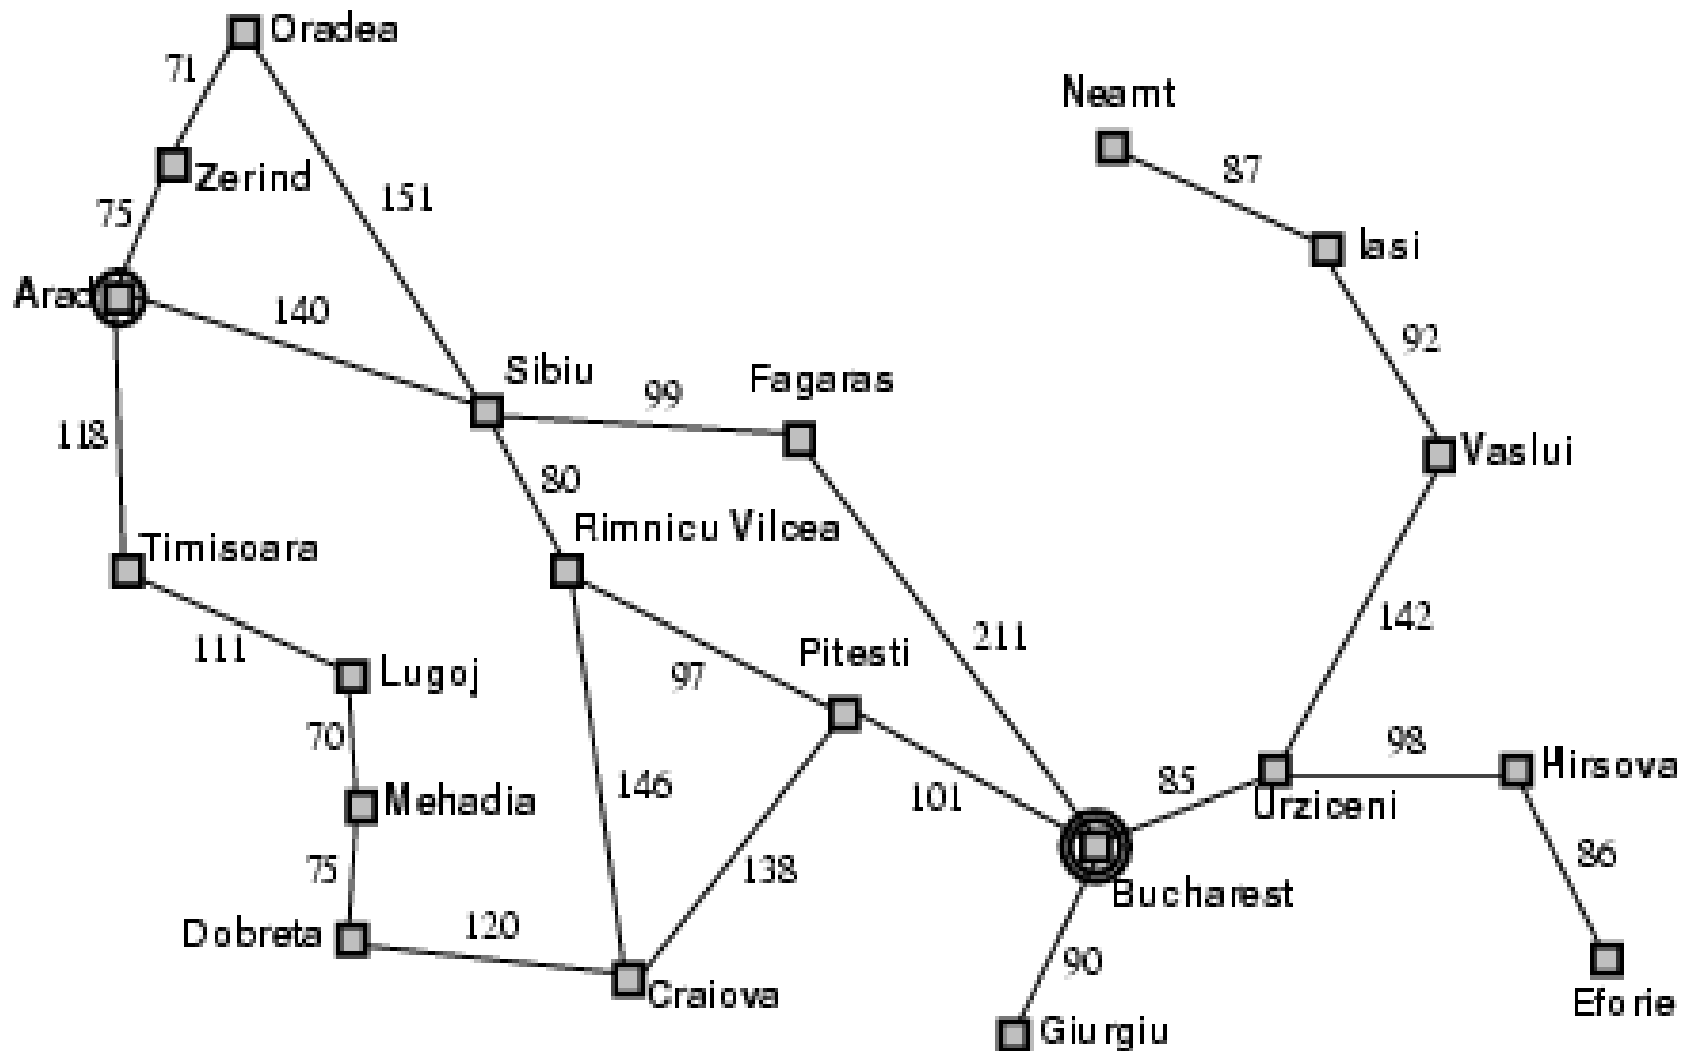 Oradea
71
Neamt
87
Zerind
151
75
Iasi
Arad
140
92
Sibiu
Fagaras
99
118
Vaslui
80
Rimnicu Vilcea
Timisoara
142
211
111
Pitesti
Lugoj
97
70
98
Hirsova
146
85
Mehadia
101
Urziceni
75
138
86
Bucharest
Dobreta
120
90
Craiova
Eforie
Giurgiu